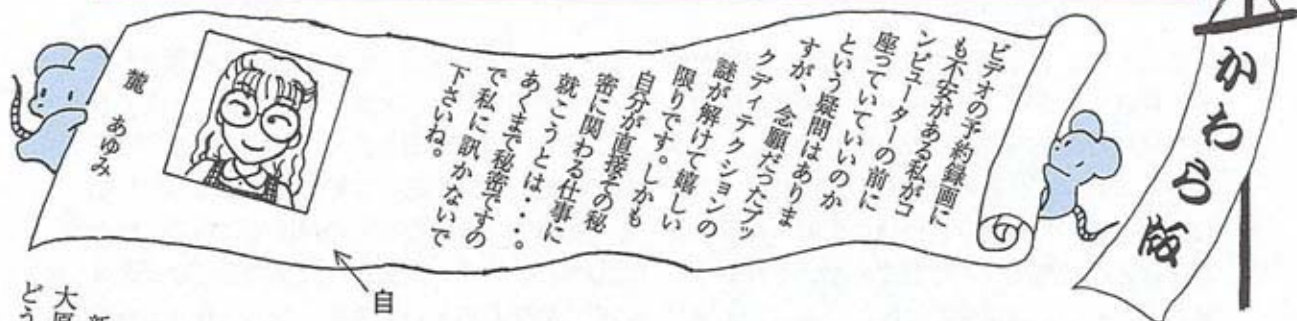 かわら版
ビデオの予約録画に
も不安がある私がコ
ンピューターの前に
座っていていいのか
という疑問はありま
すが、念願だったブッ
クディテクションの
謎が解けて嬉しい
限りです。しかも
自分が直接その秘
密に関わる仕事に
就こうとは・・・。
あくまで秘密ですの
で私に訊かないで
下さいね。
麓 あゆみ
自
大原
どう